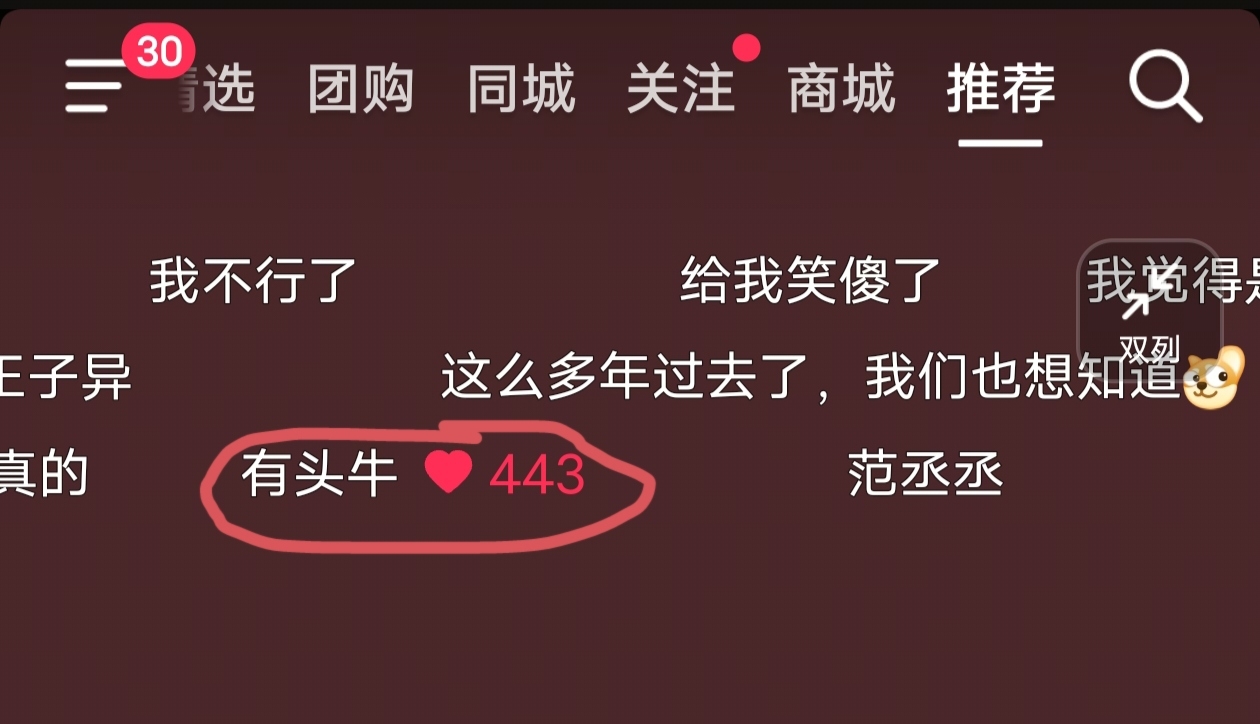 30
精选 团购 同城 关注 商城 推荐
我不行了 给我笑傻了 我觉得是
双列
王子异 这么多年过去了，我们也想知道
真的 有头牛 443 范丞丞